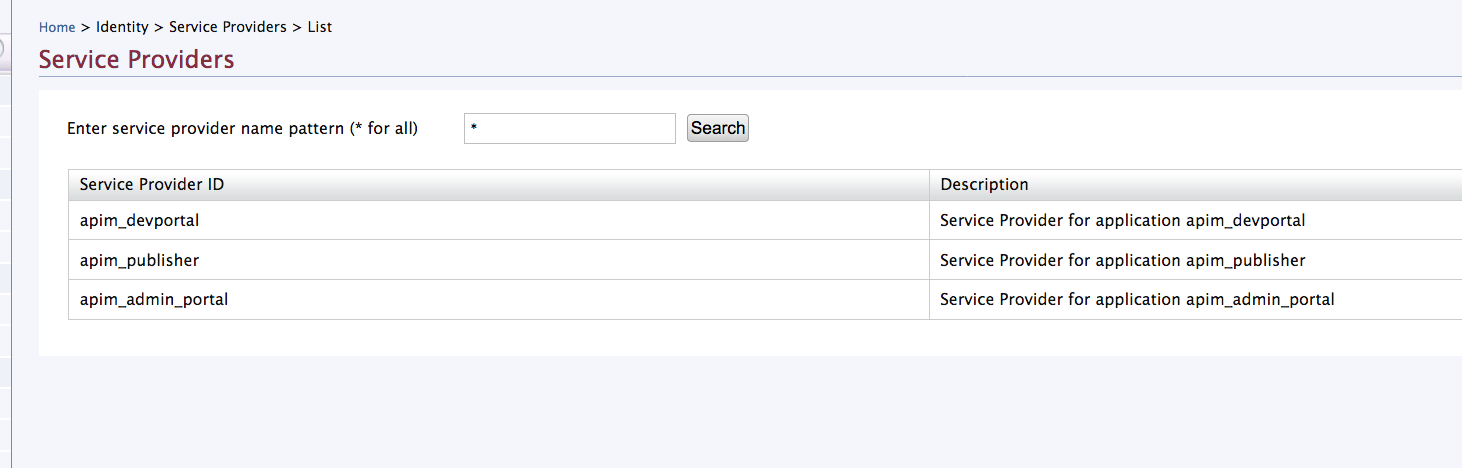 Home > Identity > Service Providers > List
Service Providers
Enter service provider name pattern (* for all) * Search
Service Provider ID Description
apim_devportal Service Provider for application apim_devportal
apim_publisher Service Provider for application apim_publisher
apim_admin_portal Service Provider for application apim_admin_portal